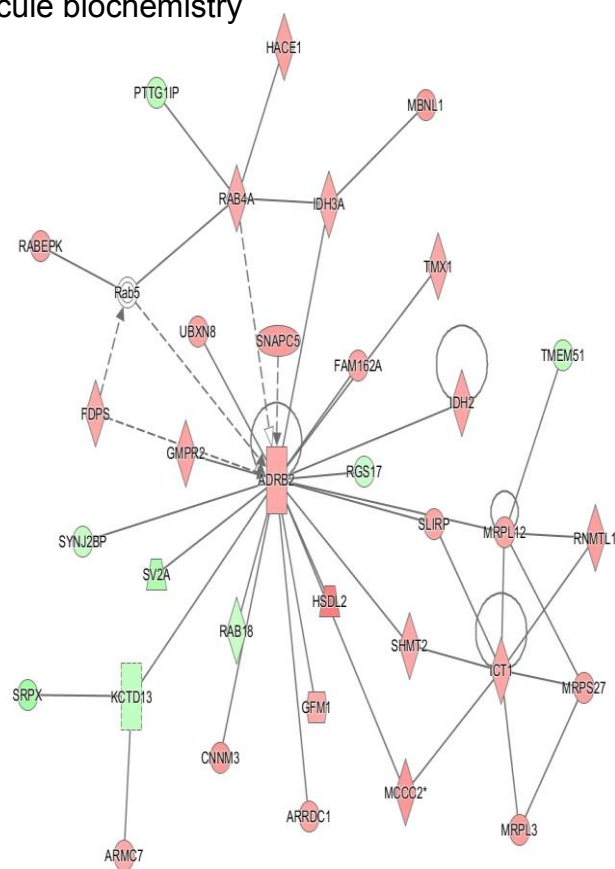 cule biochemistry
HACE1
PTTG1IP
MBNL1
RAB4A
IDH3A
RABEPK
TMX1
Rab5
UBXN8
SNAPC5
FAM162A
TMEM51
IDH2
FDPS
GMPR2
RGS17
ADRB2
SLIRP
MRPL12
RNMTL1
SYNJ2BP
SV2A
HSDL2
RAB18
SHMT2
ICT1
MRPS27
SRPX
KCTD13
GFM1
CNNM3
MCCC2*
ARRDC1
MRPL3
ARMC7